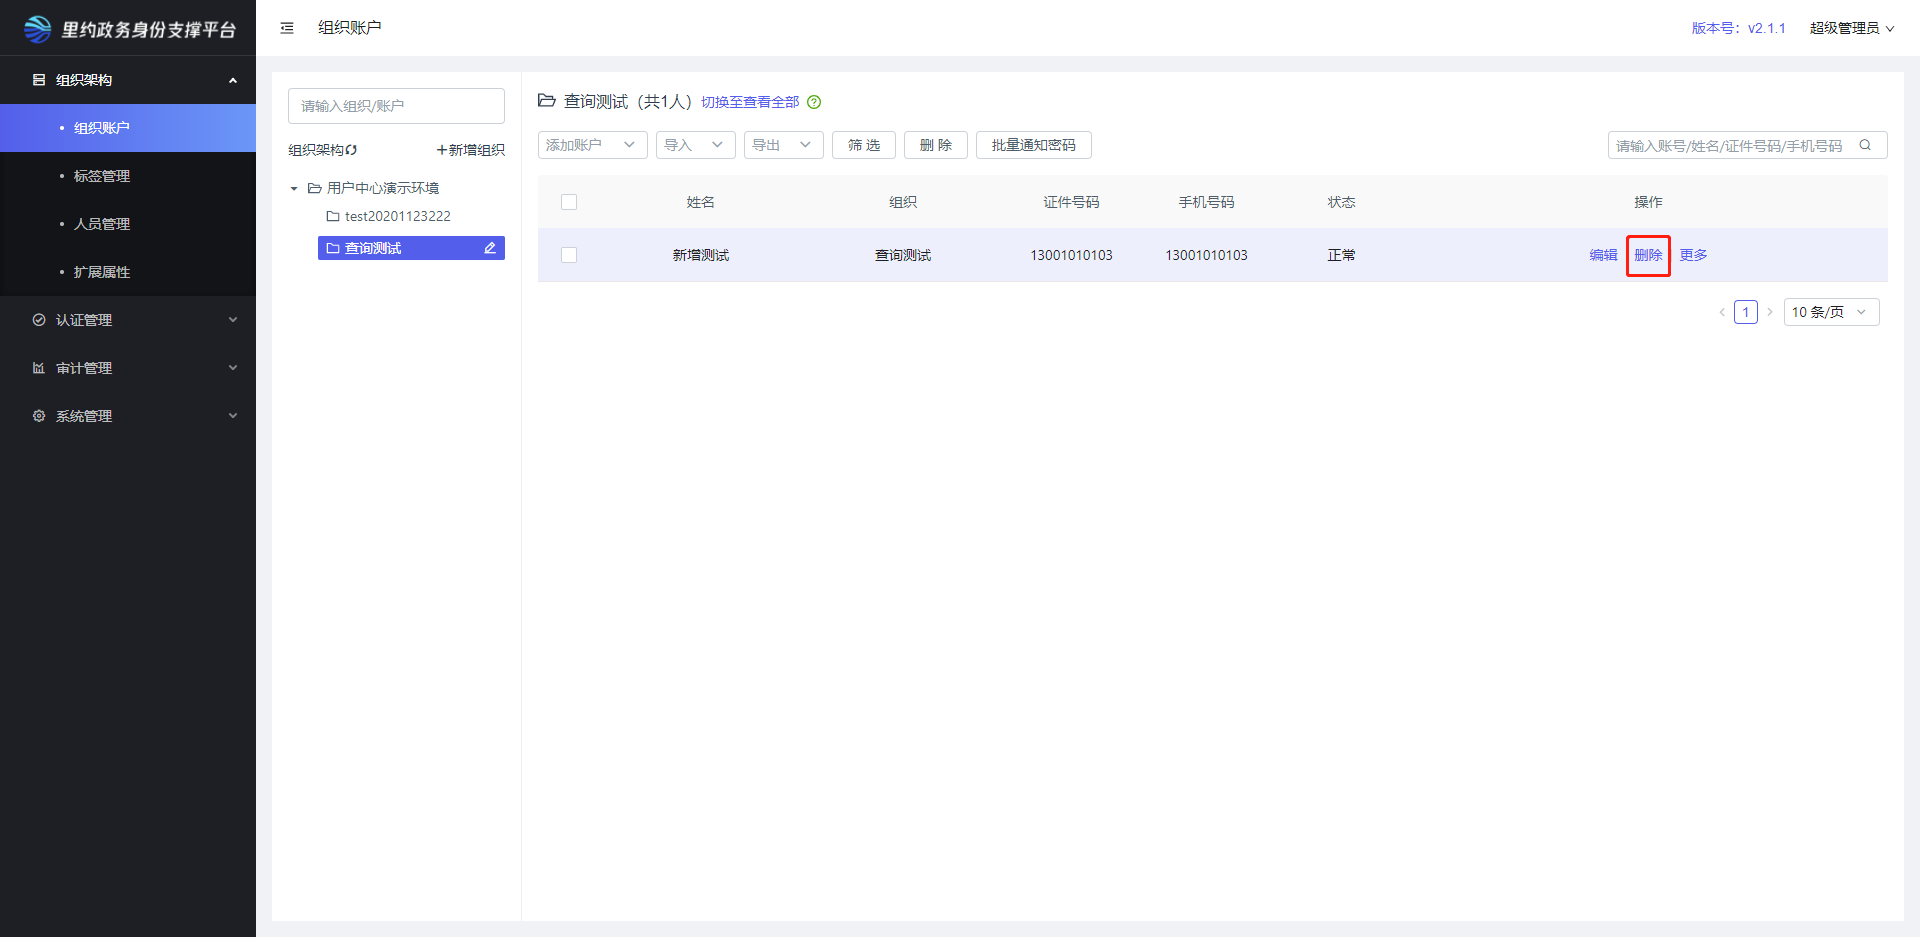 里约政务身份支撑平台
组织账户
版本号：v2.1.1
超级管理员
组织架构
组织账户
标签管理
人员管理
扩展属性
认证管理
审计管理
系统管理
请输入组织/账户
组织架构
+新增组织
用户中心演示环境
test20201123222
查询测试
查询测试（共1人） 切换至查看全部
添加账户 导入 导出 筛 选 删 除 批量通知密码
请输入账号/姓名/证件号码/手机号码
姓名 组织 证件号码 手机号码 状态 操作
新增测试 查询测试 13001010103 13001010103 正常 编辑 删除 更多
1 10 条/页